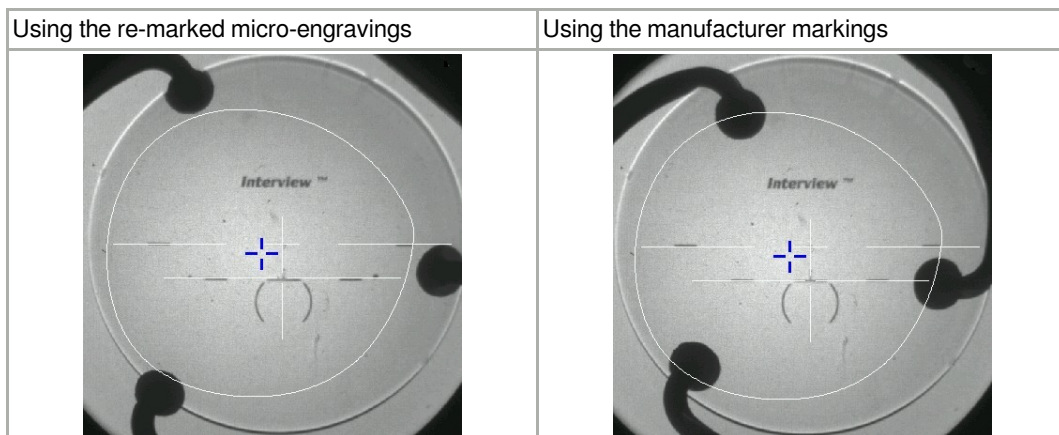 Using the re-marked micro-engravings
Using the manufacturer markings
Interview ™
Interview ™